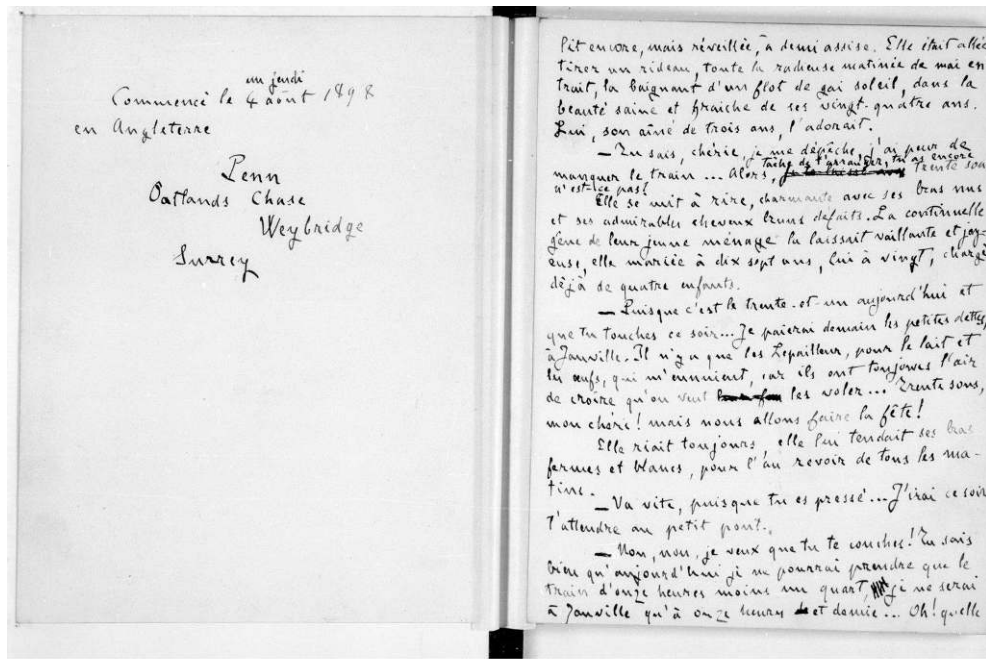 un jeudi
Commencé le 4 août 1898
en Angleterre
Penn
Oatlands Chase
Weybridge
Surrey
lit encore, mais réveillée, à demi assise. Elle était allée
tirer un rideau, toute la radieuse matinée de mai en
trait, la baignant d'un flot de gai soleil, dans la
beauté saine et fraîche de ses vingt-quatre ans.
Lui, son aîné de trois ans, l'adorait.
— Tu sais, chérie, je me dépêche, j'ai peur de
manquer le train... Alors, tâche de t'arranger, tu as encore trente sous
n'est-ce pas?
Elle se mit à rire, charmante avec ses bras nus
et ses admirables cheveux bruns défaits. La continuelle
gêne de leur jeune ménage la laissait vaillante et joy-
euse, elle mariée à dix sept ans, lui à vingt, chargé
déjà de quatre enfants.
— Puisque c'est le trente-et-un aujourd'hui et
que tu touches ce soir... Je paierai demain les petites dettes,
à Janville. Il n'y a que les Lepailleur, pour le lait et
les œufs, qui m'ennuient, car ils ont toujours l'air
de croire qu'on veut les voler... Trente sous,
mon chéri! mais nous allons faire la fête!
Elle riait toujours, elle lui tendait ses bras
fermes et blancs, pour l'au revoir de tous les ma-
tins.
— Va vite, puisque tu es pressé... J'irai ce soir
t'attendre au petit pont.
— Non, non, je veux que tu te couches! Tu sais
bien qu'aujourd'hui je ne pourrai prendre que le
train d'onze heures moins un quart, je ne serai
à Janville qu'à onze heures et demie... Oh! quelle